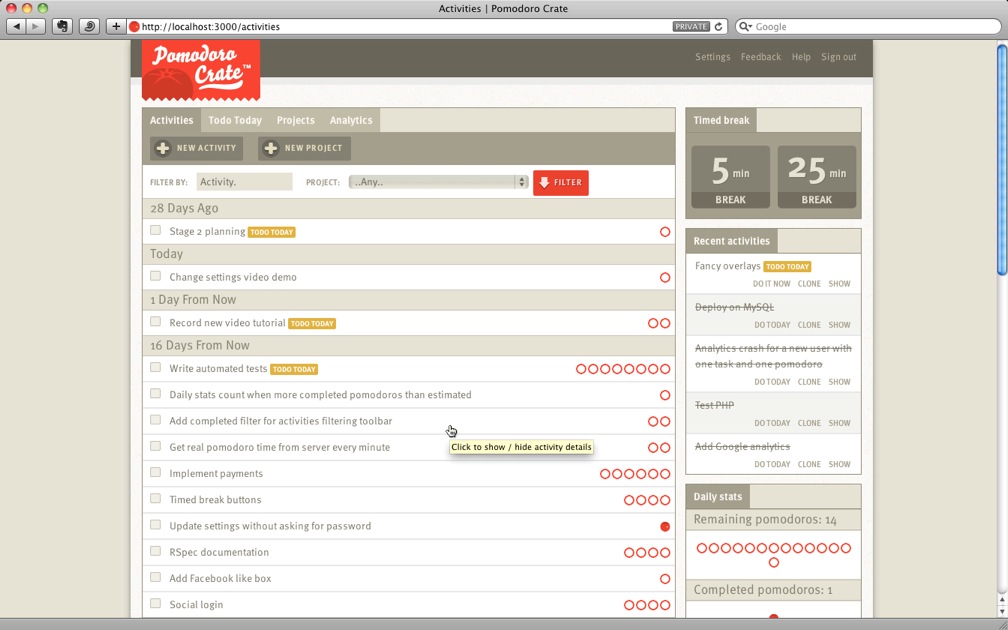 Activities | Pomodoro Crate
http://localhost:3000/activities
PRIVATE
Google
Pomodoro
Crate™
Settings Feedback Help Sign out
Activities Todo Today Projects Analytics
NEW ACTIVITY NEW PROJECT
FILTER BY: Activity. PROJECT: ..Any.. FILTER
28 Days Ago
Stage 2 planning TODO TODAY
Today
Change settings video demo
1 Day From Now
Record new video tutorial TODO TODAY
16 Days From Now
Write automated tests TODO TODAY
Daily stats count when more completed pomodoros than estimated
Add completed filter for activities filtering toolbar
Get real pomodoro time from server every minute
Click to show / hide activity details
Implement payments
Timed break buttons
Update settings without asking for password
RSpec documentation
Add Facebook like box
Social login
Timed break
5 min 25 min
BREAK BREAK
Recent activities
Fancy overlays TODO TODAY
DO IT NOW CLONE SHOW
Deploy on MySQL
DO TODAY CLONE SHOW
Analytics crash for a new user with
one task and one pomodoro
DO TODAY CLONE SHOW
Test PHP
DO TODAY CLONE SHOW
Add Google analytics
DO TODAY CLONE SHOW
Daily stats
Remaining pomodoros: 14
Completed pomodoros: 1